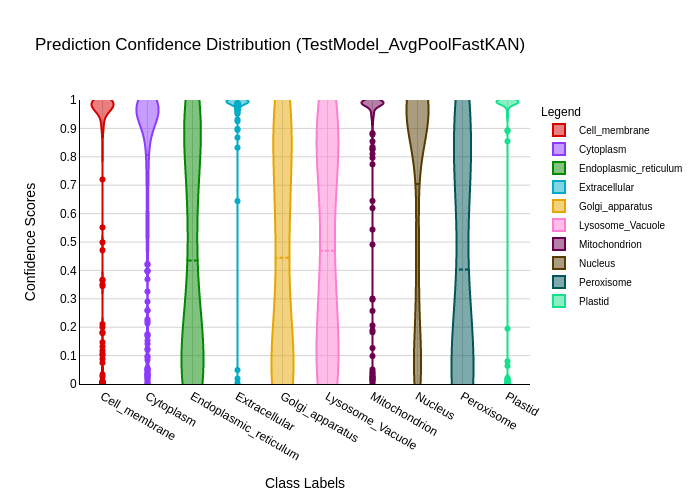 Prediction Confidence Distribution (TestModel_AvgPoolFastKAN)
Confidence Scores
1
0.9
0.8
0.7
0.6
0.5
0.4
0.3
0.2
0.1
0
Cell_membrane
Cytoplasm
Endoplasmic_reticulum
Extracellular
Golgi_apparatus
Lysosome_Vacuole
Mitochondrion
Nucleus
Peroxisome
Plastid
Class Labels
Legend
Cell_membrane
Cytoplasm
Endoplasmic_reticulum
Extracellular
Golgi_apparatus
Lysosome_Vacuole
Mitochondrion
Nucleus
Peroxisome
Plastid